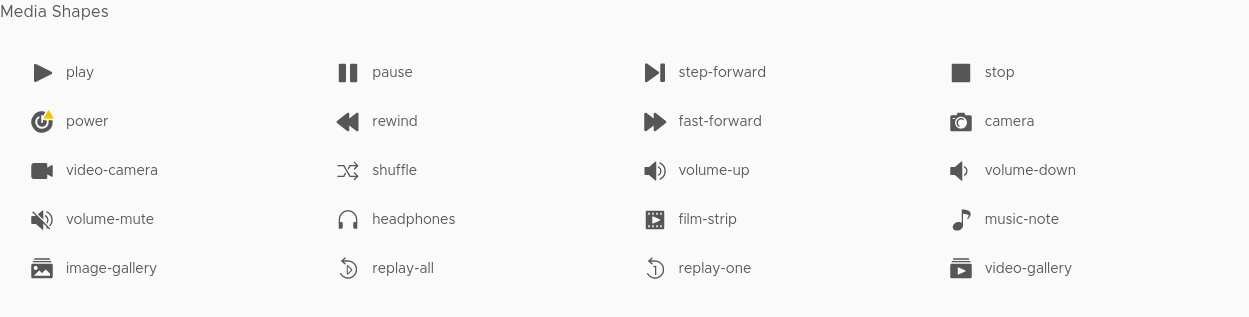 Media Shapes
play pause step-forward stop
power rewind fast-forward camera
video-camera shuffle volume-up volume-down
volume-mute headphones film-strip music-note
image-gallery replay-all 1 replay-one video-gallery